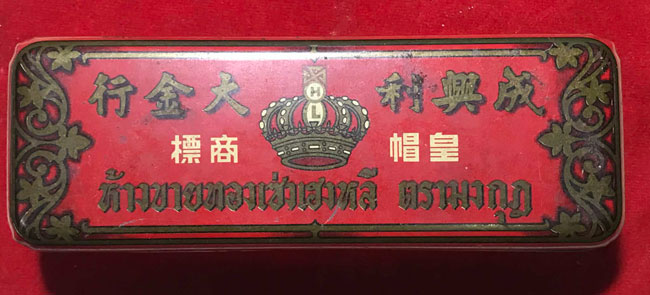 成興利 大金行
H
L
皇帽 商標
ห้างขายทองเซ่งเฮงหลี ตรามงกุฎ